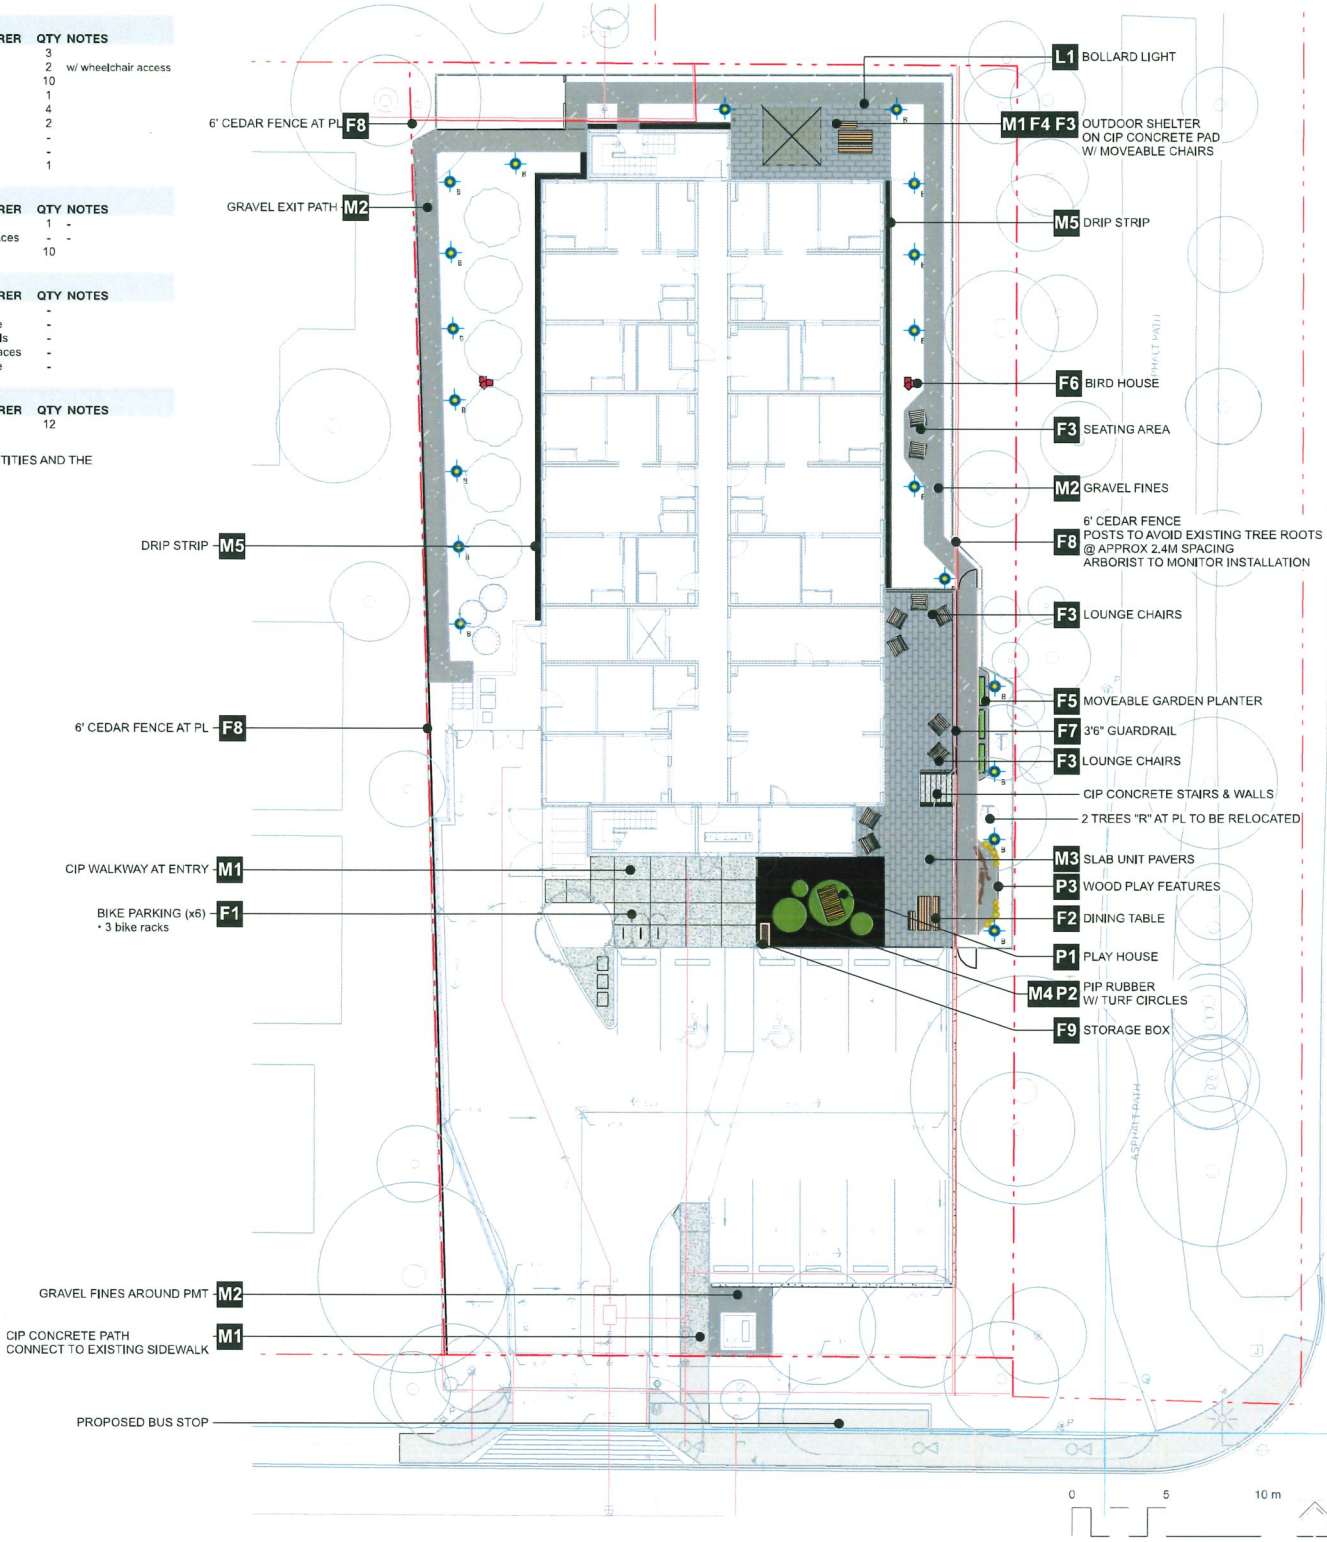 RER QTY NOTES
3
2 w/ wheelchair access
10
1
4
2
-
-
1
RER QTY NOTES
1 -
ces - -
10
RER QTY NOTES
-
e -
ls -
aces -
e -
RER QTY NOTES
12
TITIES AND THE
6' CEDAR FENCE AT PL F8
GRAVEL EXIT PATH M2
DRIP STRIP M5
6' CEDAR FENCE AT PL F8
CIP WALKWAY AT ENTRY M1
BIKE PARKING (x6) F1
• 3 bike racks
GRAVEL FINES AROUND PMT M2
CIP CONCRETE PATH M1
CONNECT TO EXISTING SIDEWALK
PROPOSED BUS STOP
L1 BOLLARD LIGHT
M1 F4 F3 OUTDOOR SHELTER
ON CIP CONCRETE PAD
W/ MOVEABLE CHAIRS
M5 DRIP STRIP
F6 BIRD HOUSE
F3 SEATING AREA
M2 GRAVEL FINES
6' CEDAR FENCE
F8 POSTS TO AVOID EXISTING TREE ROOTS
@ APPROX 2.4M SPACING
ARBORIST TO MONITOR INSTALLATION
F3 LOUNGE CHAIRS
F5 MOVEABLE GARDEN PLANTER
F7 3'6" GUARDRAIL
F3 LOUNGE CHAIRS
CIP CONCRETE STAIRS & WALLS
2 TREES "R" AT PL TO BE RELOCATED
M3 SLAB UNIT PAVERS
P3 WOOD PLAY FEATURES
F2 DINING TABLE
P1 PLAY HOUSE
M4 P2 PIP RUBBER
W/ TURF CIRCLES
F9 STORAGE BOX
PHALT PATH
ASPHALT PATH
0 5 10 m